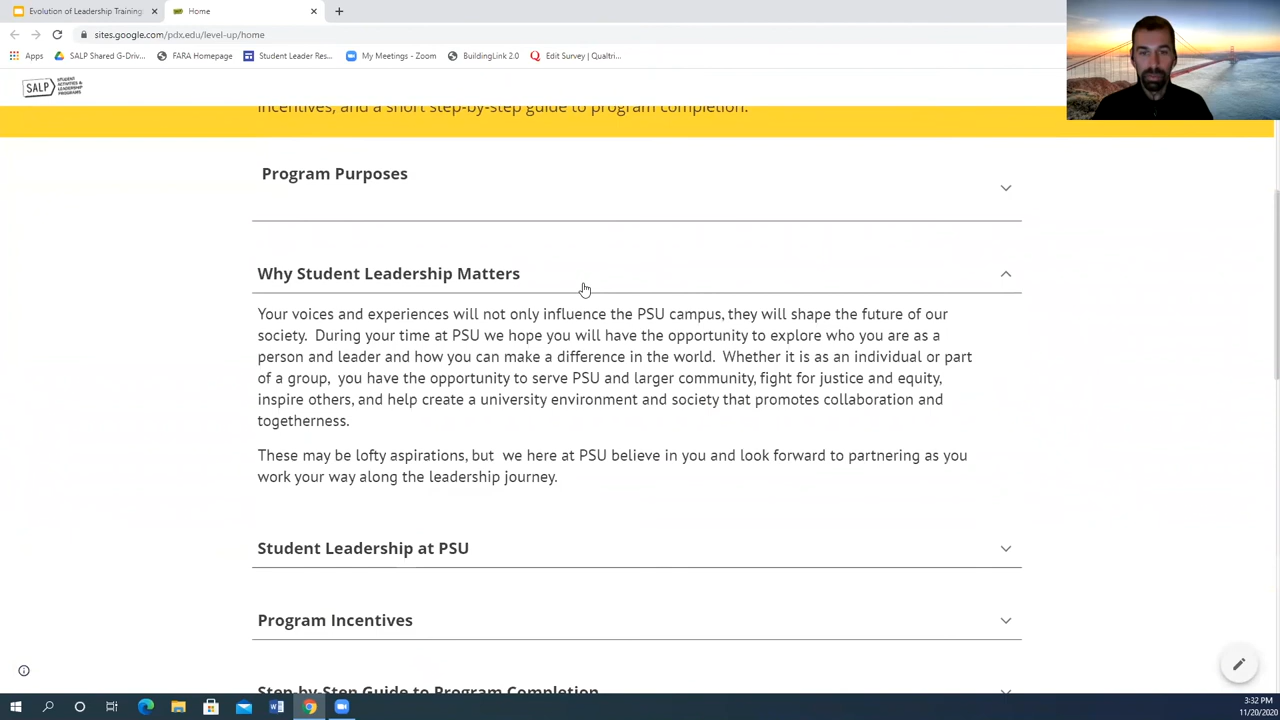 Evolution of Leadership Training
Home
sites.google.com/pdx.edu/level-up/home
Apps
SALP Shared G-Driv...
FARA Homepage
Student Leader Res...
My Meetings - Zoom
BuildingLink 2.0
Edit Survey | Qualtri...
SALP
STUDENT
ACTIVITIES &
LEADERSHIP
PROGRAMS
incentives, and a short step-by-step guide to program completion.
Program Purposes
Why Student Leadership Matters
Your voices and experiences will not only influence the PSU campus, they will shape the future of our
society.  During your time at PSU we hope you will have the opportunity to explore who you are as a
person and leader and how you can make a difference in the world.  Whether it is as an individual or part
of a group,  you have the opportunity to serve PSU and larger community, fight for justice and equity,
inspire others, and help create a university environment and society that promotes collaboration and
togetherness.
These may be lofty aspirations, but  we here at PSU believe in you and look forward to partnering as you
work your way along the leadership journey.
Student Leadership at PSU
Program Incentives
Step-by-Step Guide to Program Completion
3:32 PM
11/20/2020